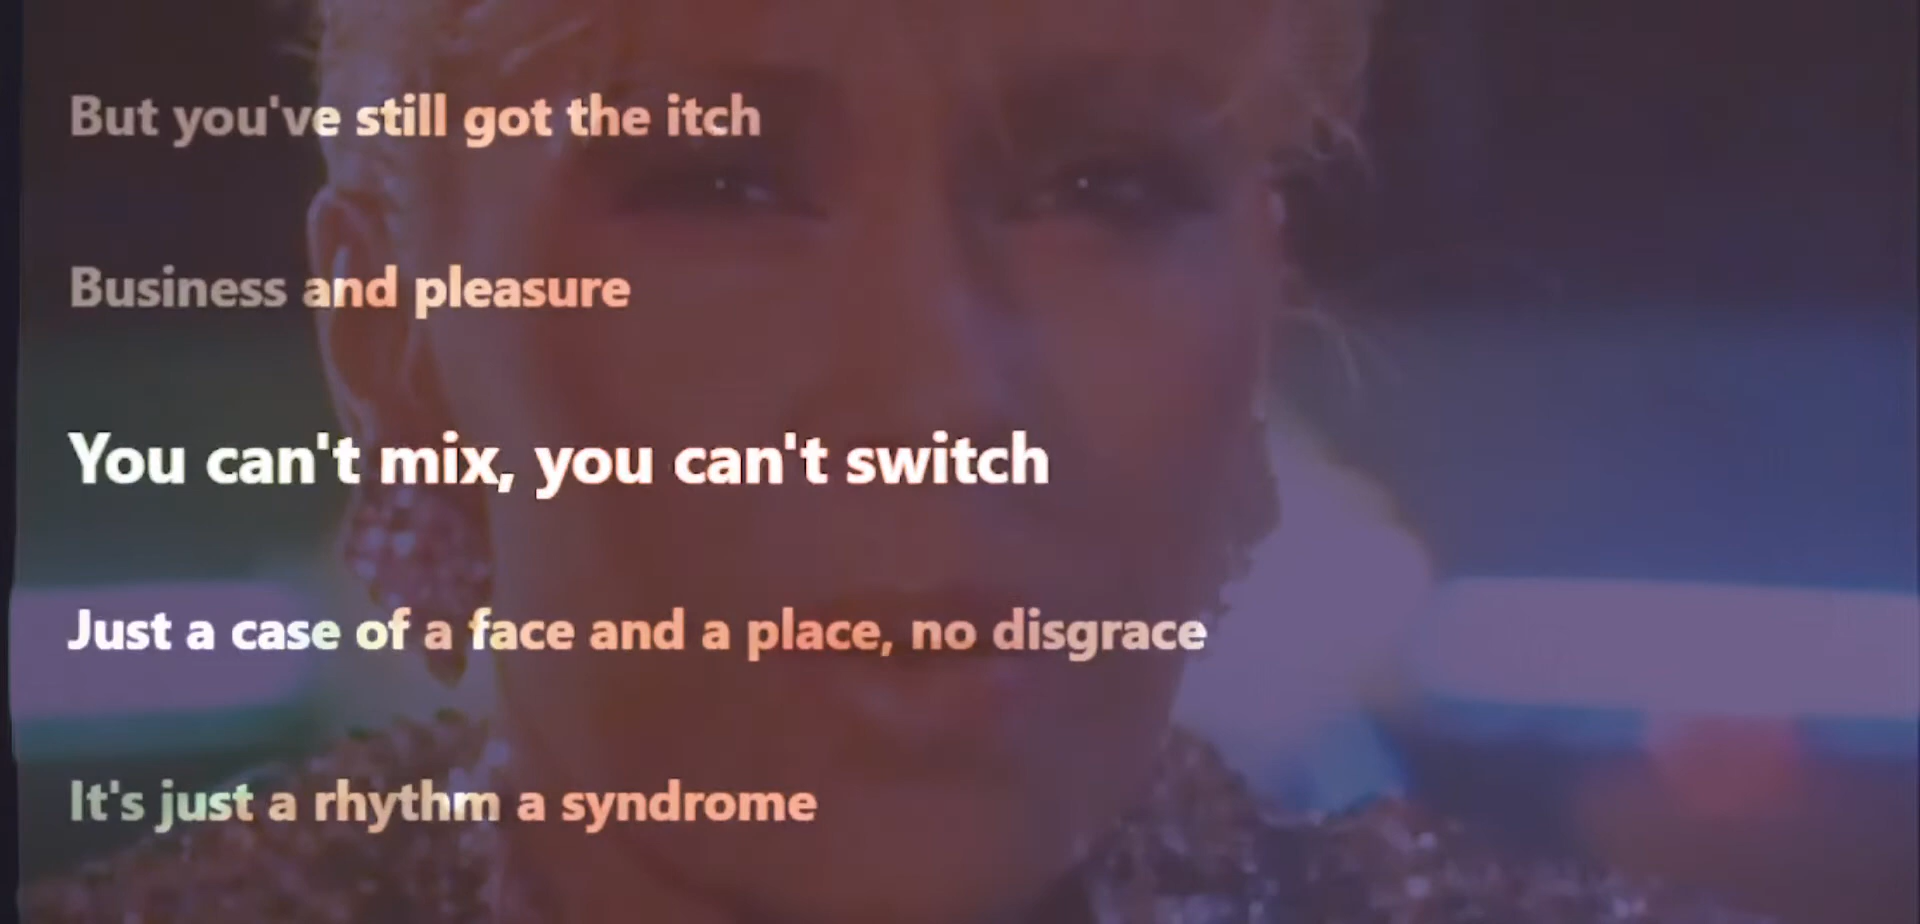 But you've still got the itch
Business and pleasure
You can't mix, you can't switch
Just a case of a face and a place, no disgrace
It's just a rhythm a syndrome